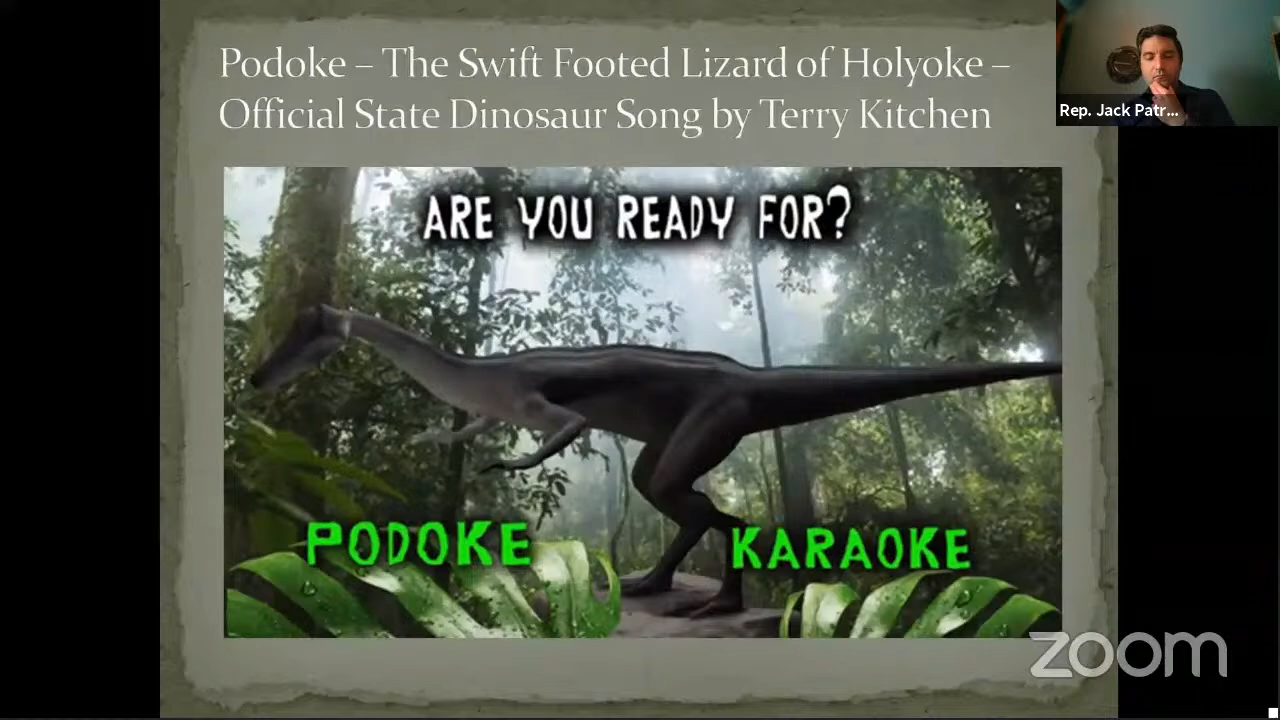 Podoke – The Swift Footed Lizard of Holyoke –
Official State Dinosaur Song by Terry Kitchen
Rep. Jack Patr...
ARE YOU READY FOR?
PODOKE KARAOKE
zoom